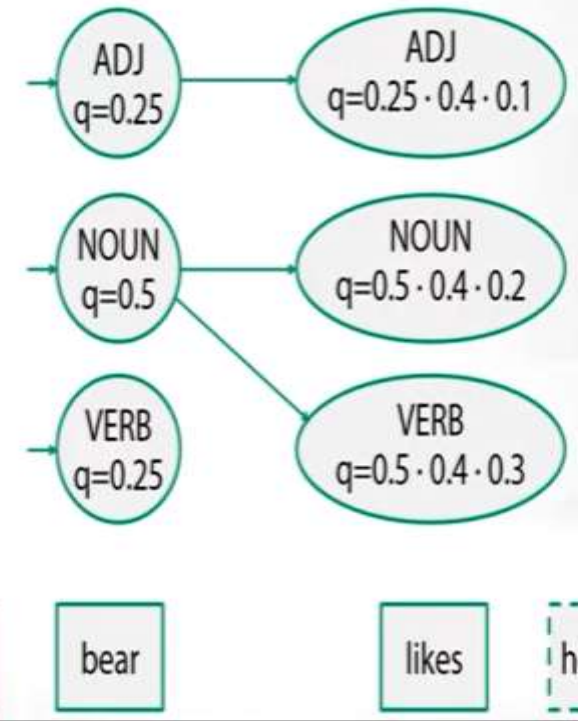 ADJ
q=0.25
ADJ
q=0.25 · 0.4 · 0.1
NOUN
q=0.5
NOUN
q=0.5 · 0.4 · 0.2
VERB
q=0.25
VERB
q=0.5 · 0.4 · 0.3
bear
likes
h